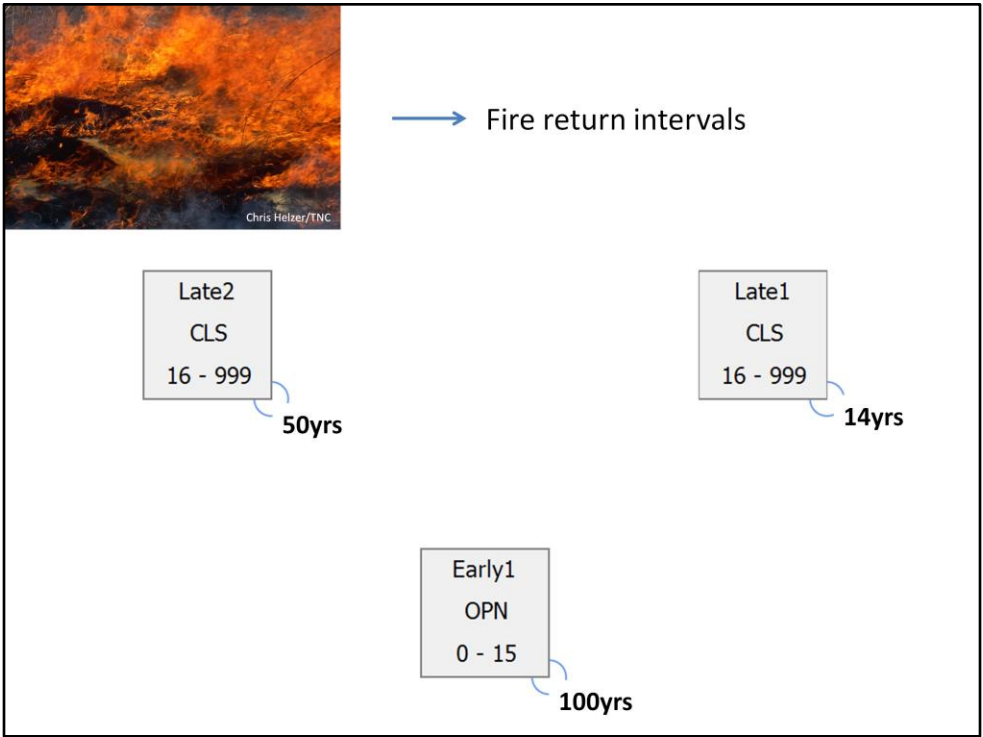 Chris Helzer/TNC
Fire return intervals
Late2
CLS
16 - 999
50yrs
Late1
CLS
16 - 999
14yrs
Early1
OPN
0 - 15
100yrs